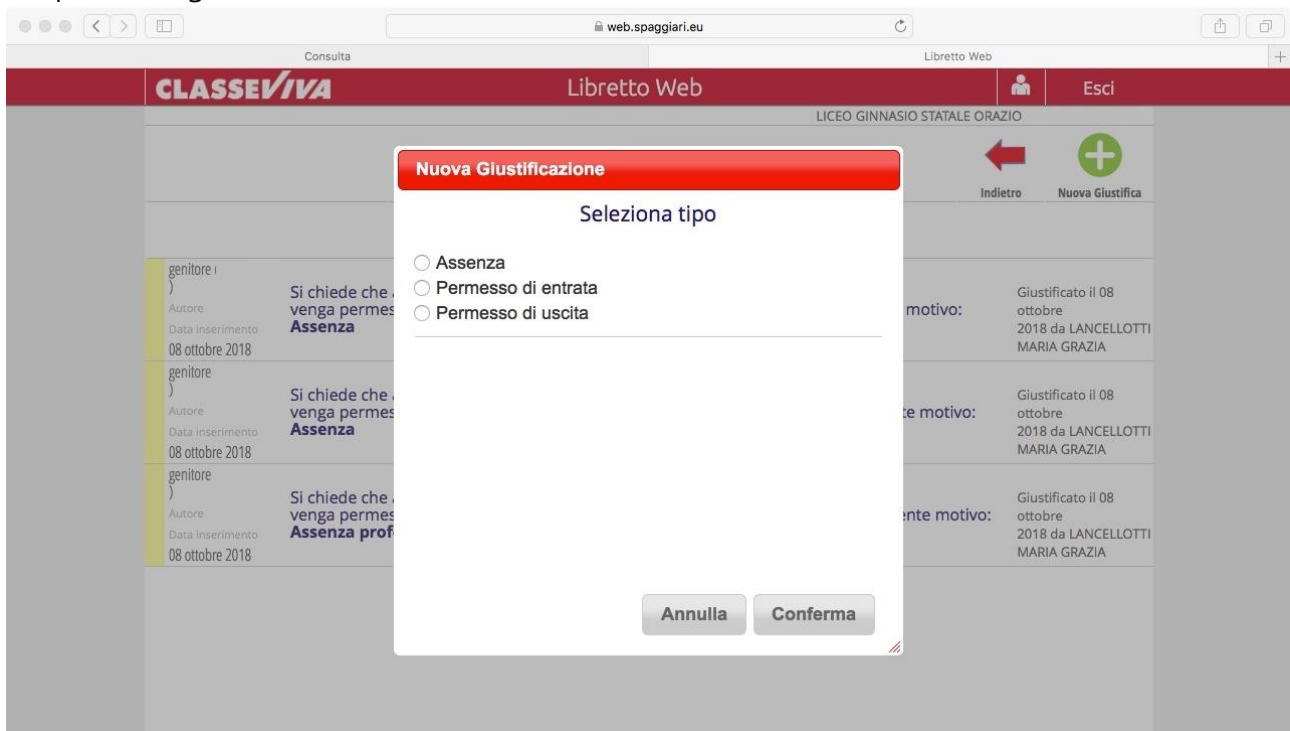 web.spaggiari.eu
Consulta
Libretto Web
CLASSEVIVA
Libretto Web
Esci
LICEO GINNASIO STATALE ORAZIO
Indietro
Nuova Giustifica
Nuova Giustificazione
Seleziona tipo
Assenza
Permesso di entrata
Permesso di uscita
Annulla
Conferma
genitore
)
Autore
Data inserimento
08 ottobre 2018
Si chiede che
venga permes
motivo:
Assenza
Giustificato il 08
ottobre
2018 da LANCELLOTTI
MARIA GRAZIA
genitore
)
Autore
Data inserimento
08 ottobre 2018
Si chiede che
venga permes
te motivo:
Assenza
Giustificato il 08
ottobre
2018 da LANCELLOTTI
MARIA GRAZIA
genitore
)
Autore
Data inserimento
08 ottobre 2018
Si chiede che
venga permes
ente motivo:
Assenza prof
Giustificato il 08
ottobre
2018 da LANCELLOTTI
MARIA GRAZIA